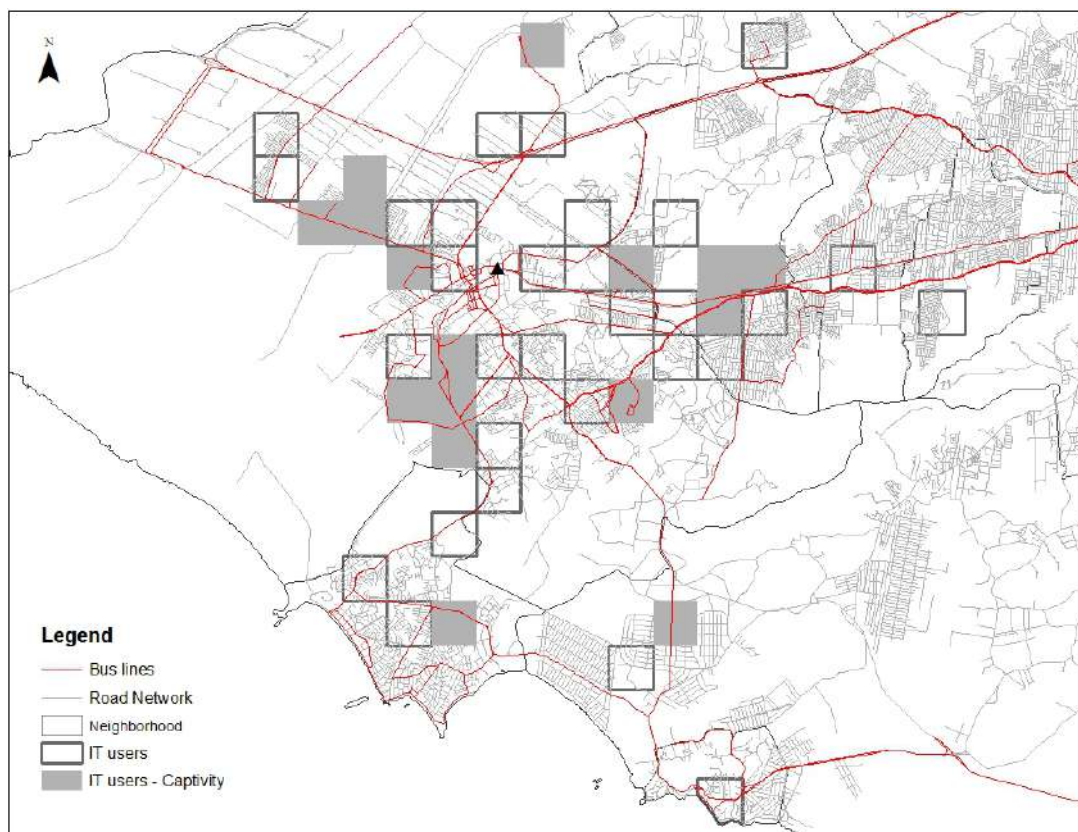 N
Legend
Bus lines
Road Network
Neighborhood
IT users
IT users - Captivity